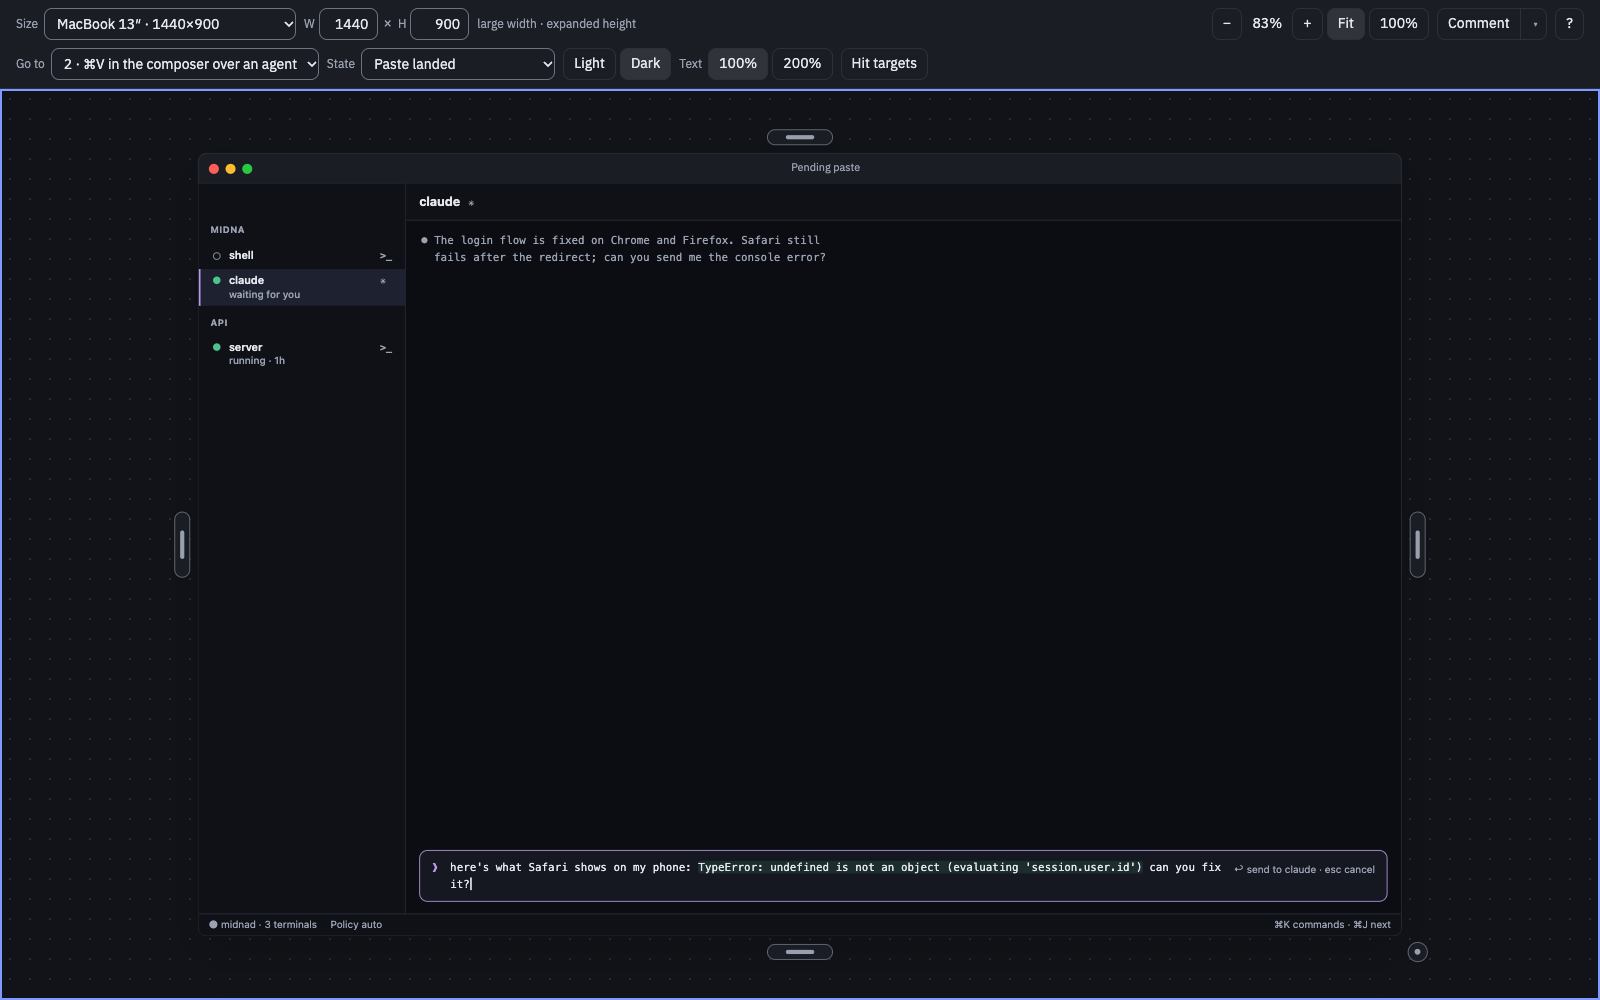 Size MacBook 13" · 1440×900 W 1440 × H 900 large width · expanded height − 83% + Fit 100% Comment ?
Go to 2 · ⌘V in the composer over an agent State Paste landed Light Dark Text 100% 200% Hit targets
Pending paste
MIDNA
shell >_
claude *
waiting for you
API
server >_
running · 1h
claude *
The login flow is fixed on Chrome and Firefox. Safari still
fails after the redirect; can you send me the console error?
❯ here's what Safari shows on my phone: TypeError: undefined is not an object (evaluating 'session.user.id') can you fix
it?
↩ send to claude · esc cancel
midnad · 3 terminals Policy auto ⌘K commands · ⌘J next